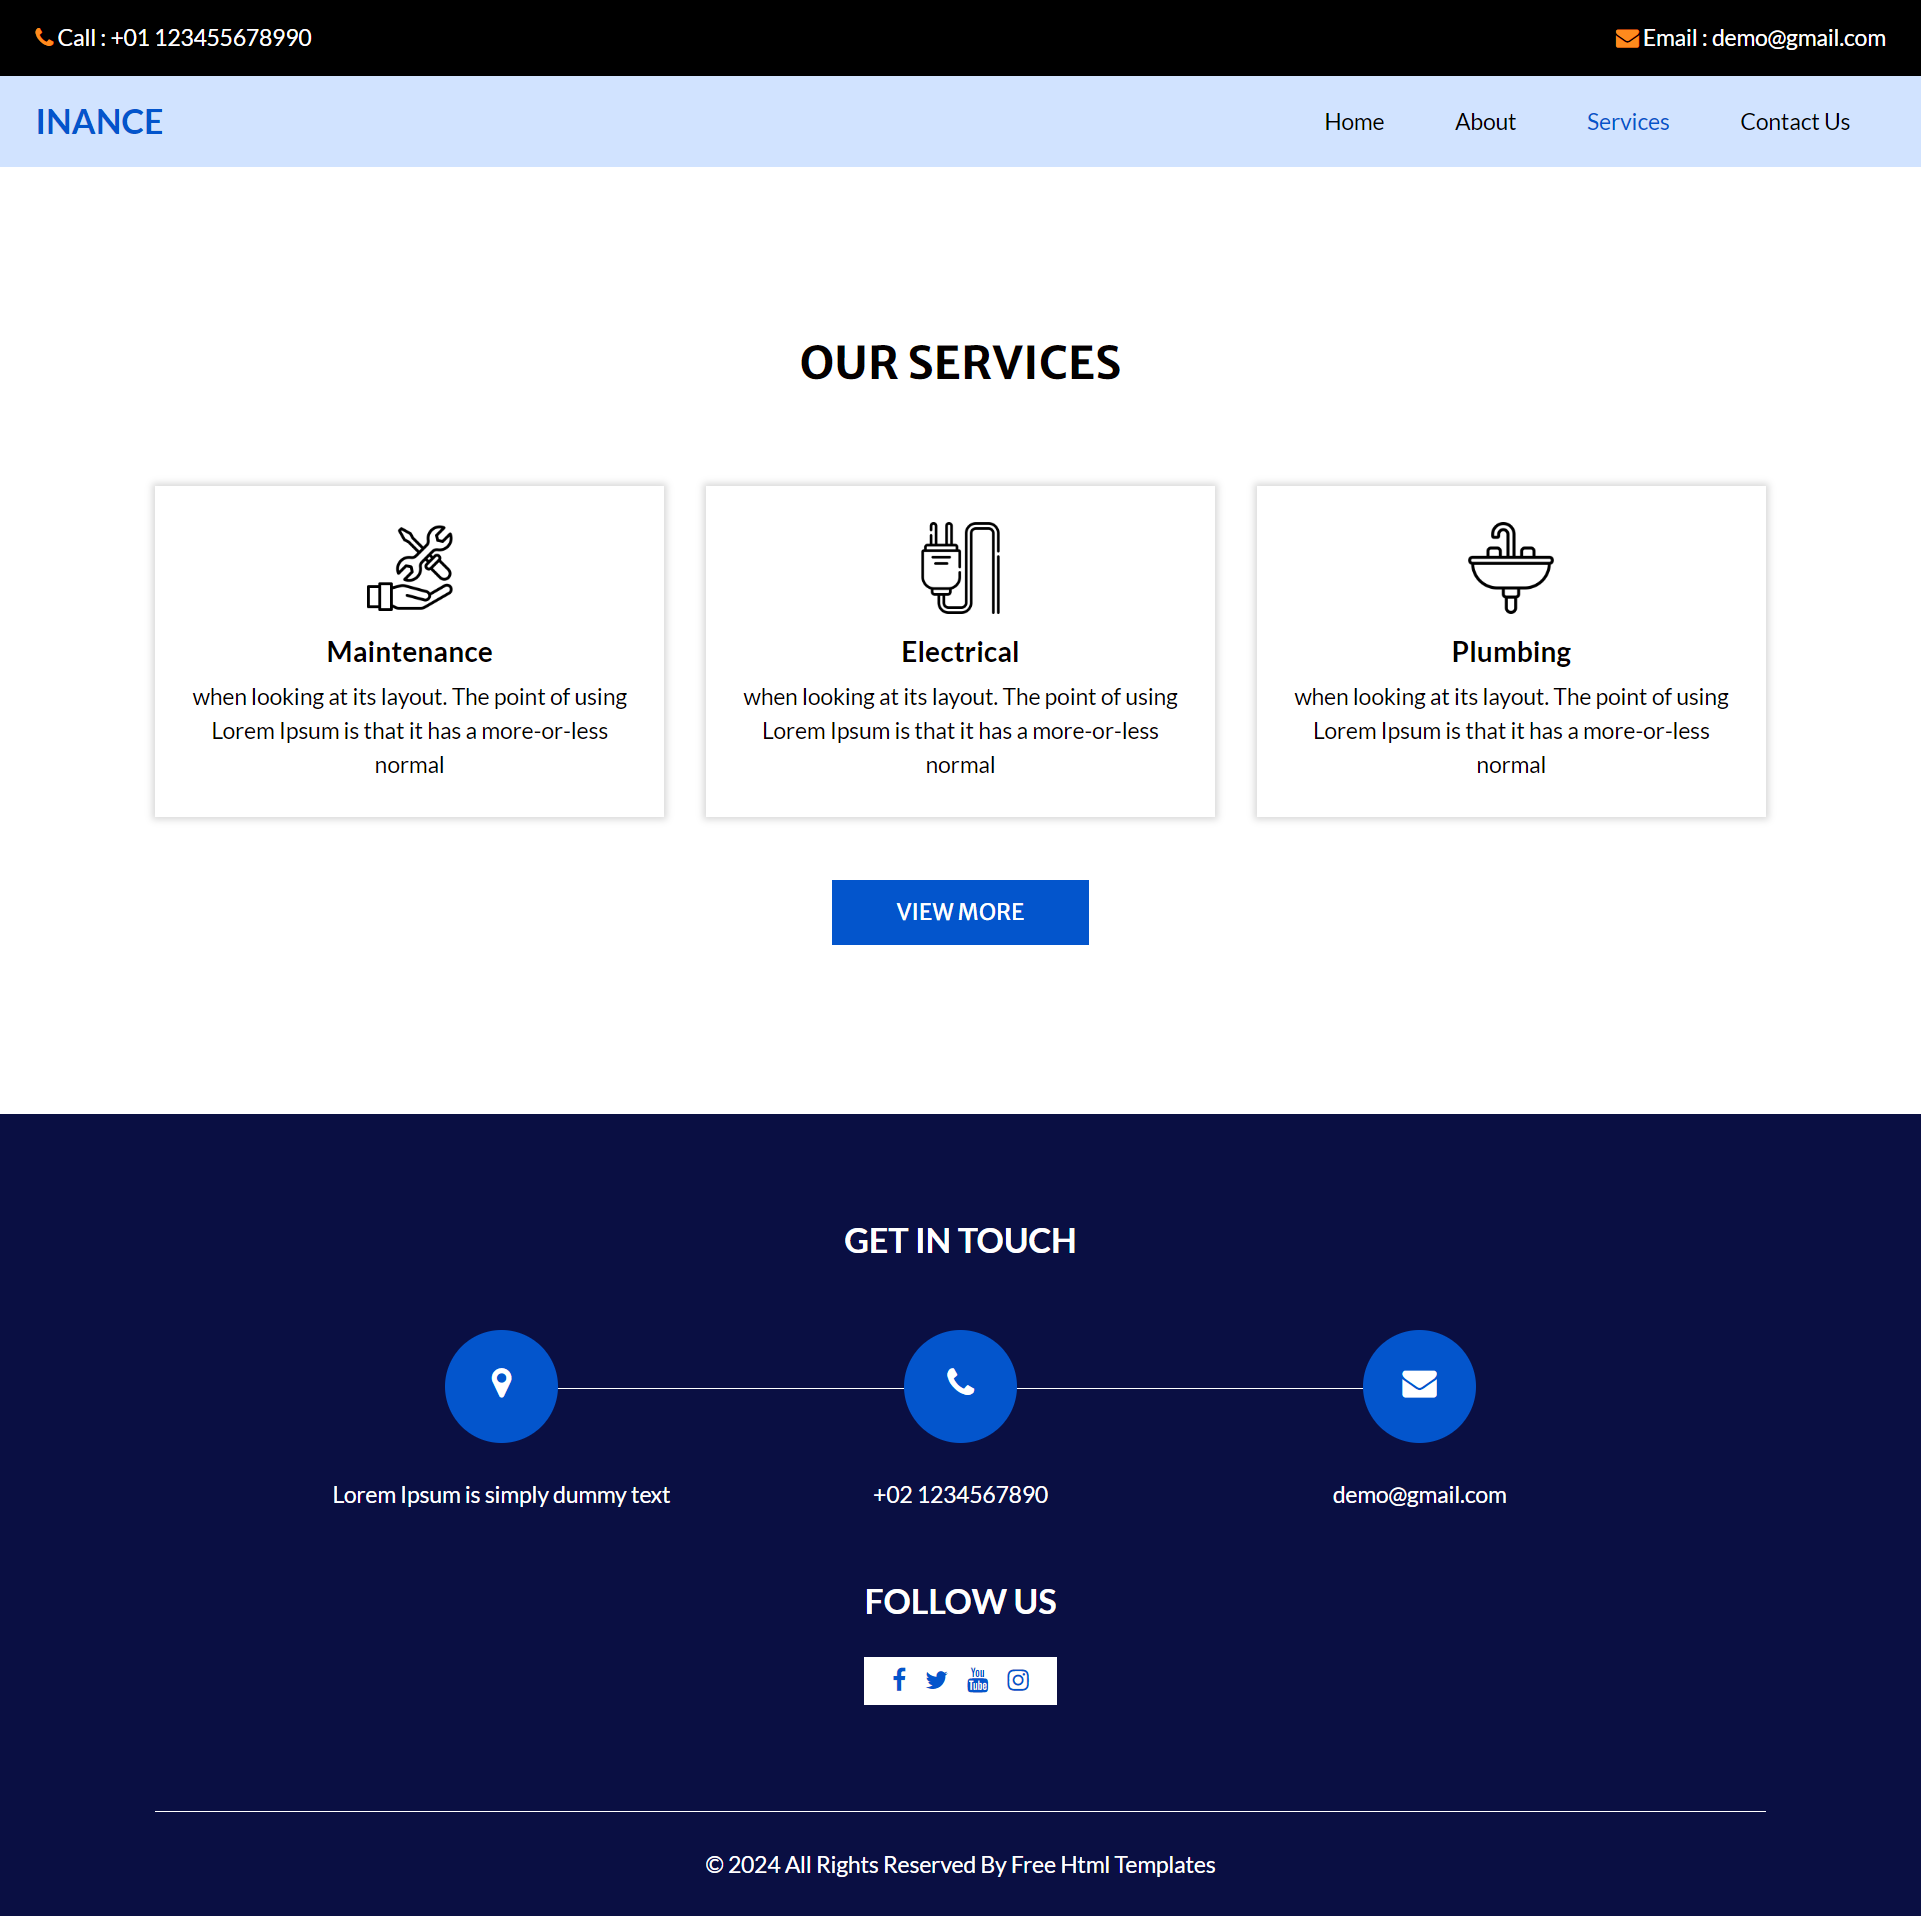 Call : +01 123455678990
Email : demo@gmail.com
INANCE
Home
About
Services
Contact Us
OUR SERVICES
Maintenance
when looking at its layout. The point of using
Lorem Ipsum is that it has a more-or-less
normal
Electrical
when looking at its layout. The point of using
Lorem Ipsum is that it has a more-or-less
normal
Plumbing
when looking at its layout. The point of using
Lorem Ipsum is that it has a more-or-less
normal
VIEW MORE
GET IN TOUCH
Lorem Ipsum is simply dummy text
+02 1234567890
demo@gmail.com
FOLLOW US
You
Tube
© 2024 All Rights Reserved By Free Html Templates